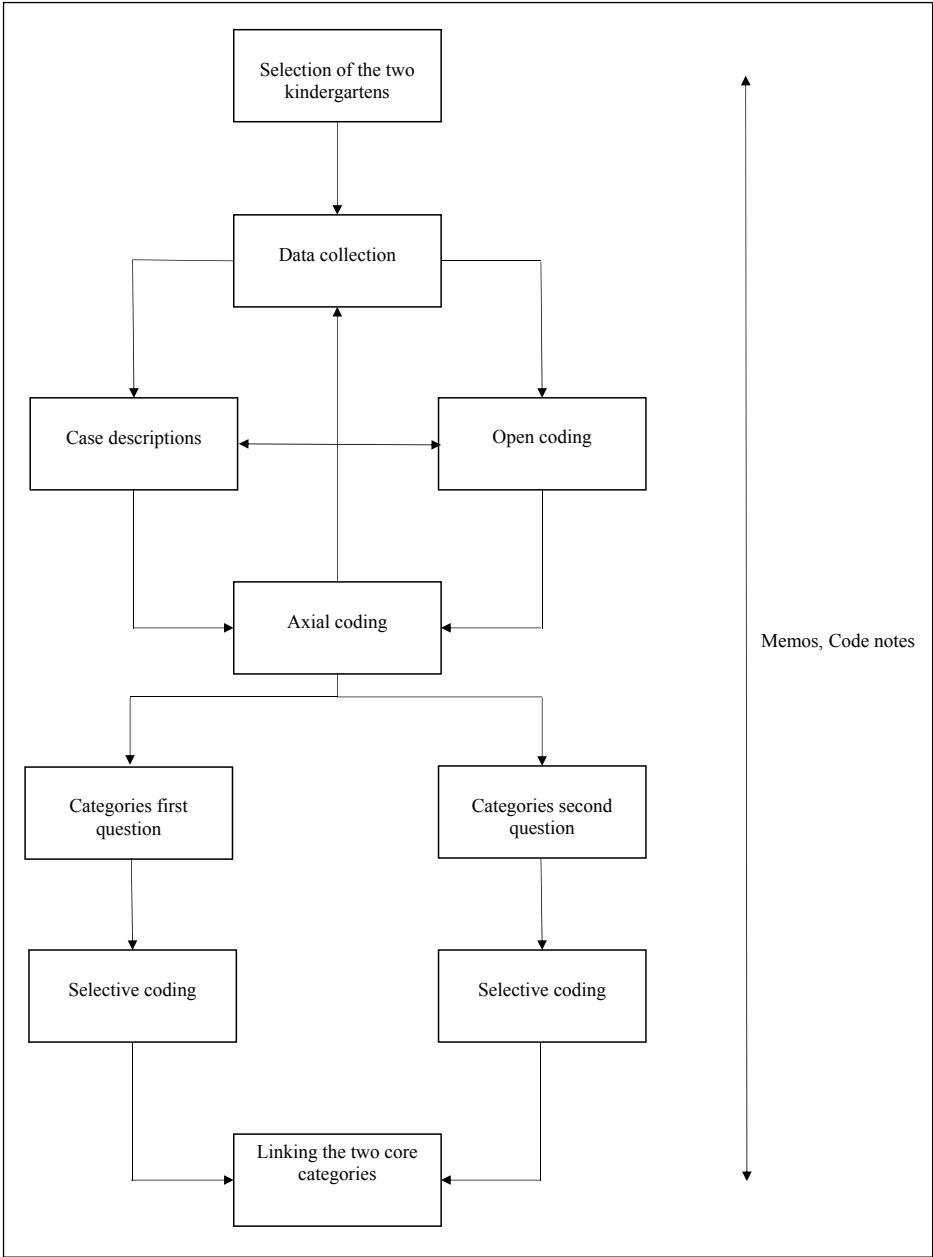 Selection of the two
kindergartens
Data collection
Case descriptions
Open coding
Axial coding
Memos, Code notes
Categories first
question
Categories second
question
Selective coding
Selective coding
Linking the two core
categories